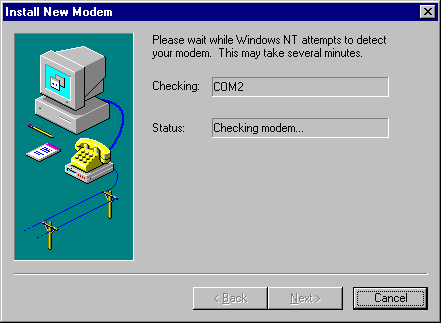 Install New Modem
Please wait while Windows NT attempts to detect
your modem. This may take several minutes.
Checking: COM2
Status: Checking modem...
< Back Next > Cancel